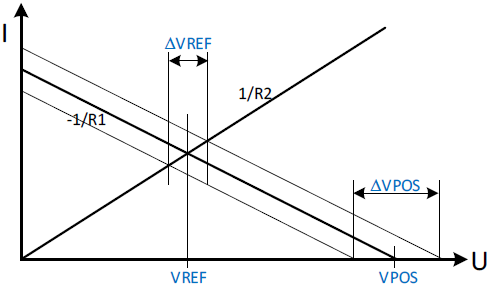 I
ΔVREF
1/R2
-1/R1
ΔVPOS
U
VREF
VPOS